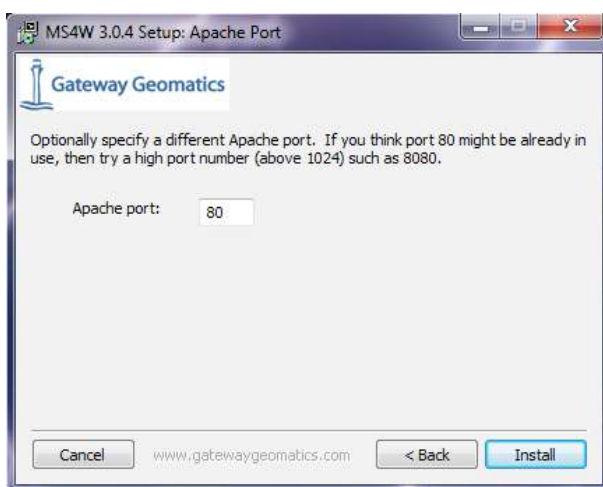 MS4W 3.0.4 Setup: Apache Port
Gateway Geomatics
Optionally specify a different Apache port. If you think port 80 might be already in
use, then try a high port number (above 1024) such as 8080.
Apache port: 80
Cancel www.gatewaygeomatics.com < Back Install